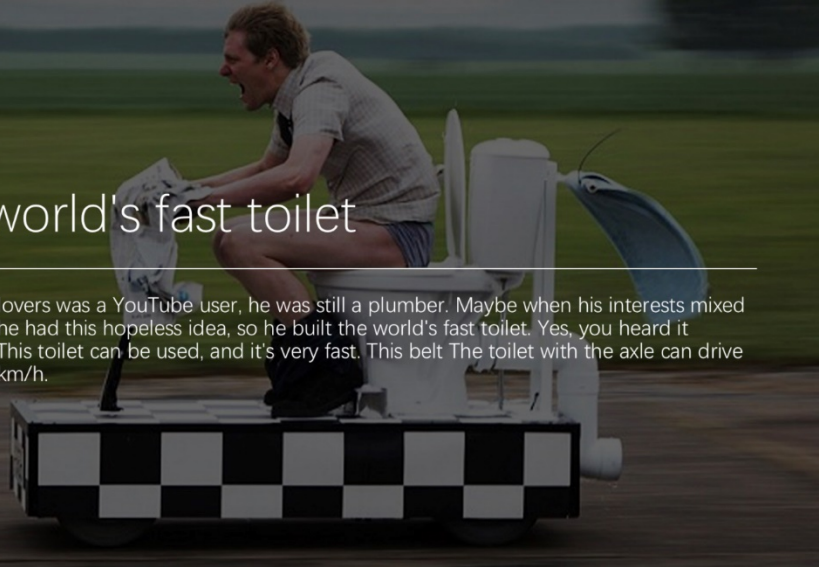 world's fast toilet
overs was a YouTube user, he was still a plumber. Maybe when his interests mixed
he had this hopeless idea, so he built the world's fast toilet. Yes, you heard it
This toilet can be used, and it's very fast. This belt The toilet with the axle can drive
km/h.